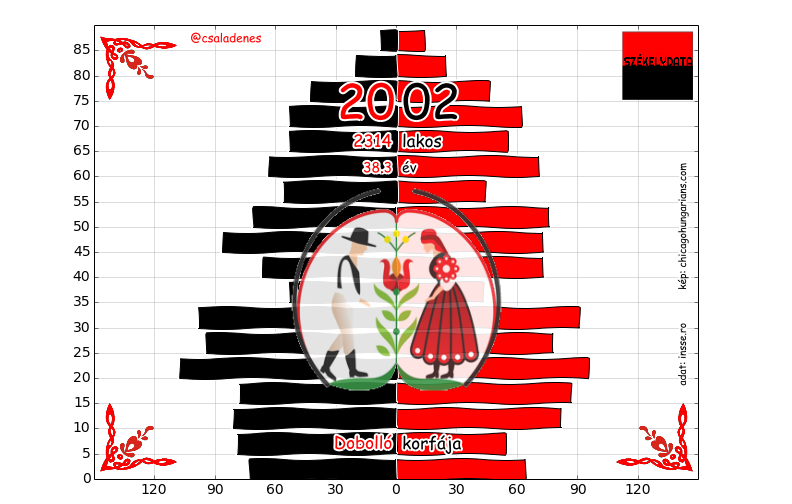 @csaladenes
SZÉKELYDATA
2002
2314 lakos
38.3 év
kép: chicagohungarians.com
adat: insse.ro
Dobolló korfája
85
80
75
70
65
60
55
50
45
40
35
30
25
20
15
10
5
0
120 90 60 30 0 30 60 90 120